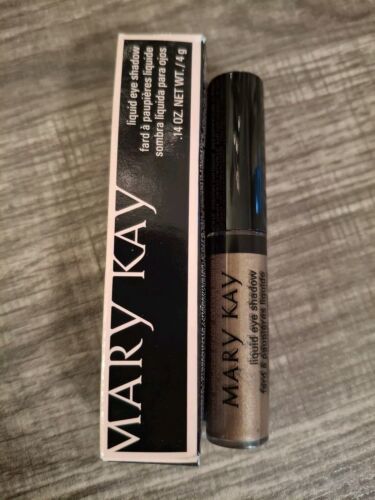 MARY KAY
liquid eye shadow
fard à paupières liquide
sombra líquida para ojos
.14 OZ. NET WT. / 4 g
MARY KAY
liquid eye shadow
fard à paupières liquide